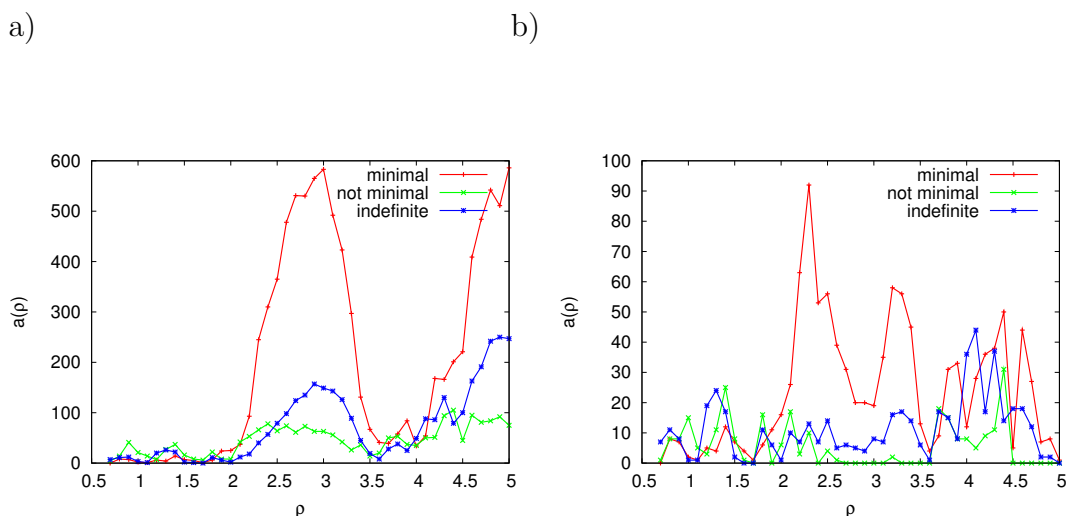 a)
b)
600
500
400
300
200
100
0
0.5 1 1.5 2 2.5 3 3.5 4 4.5 5
a(ρ)
ρ
minimal
not minimal
indefinite
100
90
80
70
60
50
40
30
20
10
0
0.5 1 1.5 2 2.5 3 3.5 4 4.5 5
a(ρ)
ρ
minimal
not minimal
indefinite